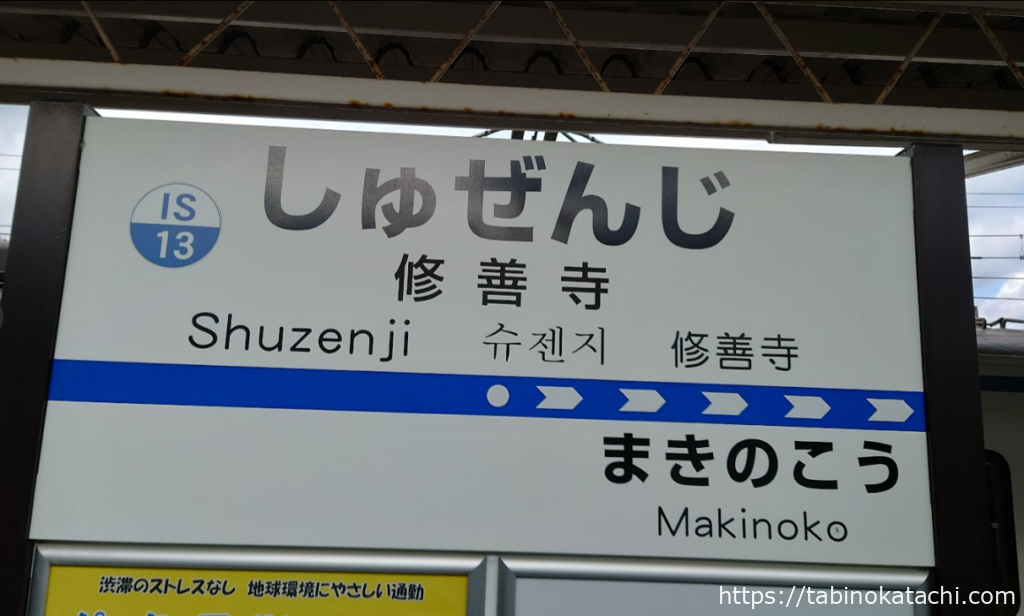 IS
13
しゅぜんじ
修善寺
Shuzenji 슈젠지 修善寺
まきのこう
Makinoko
渋滞のストレスなし 地球環境にやさしい通勤
https://tabinokatachi.com